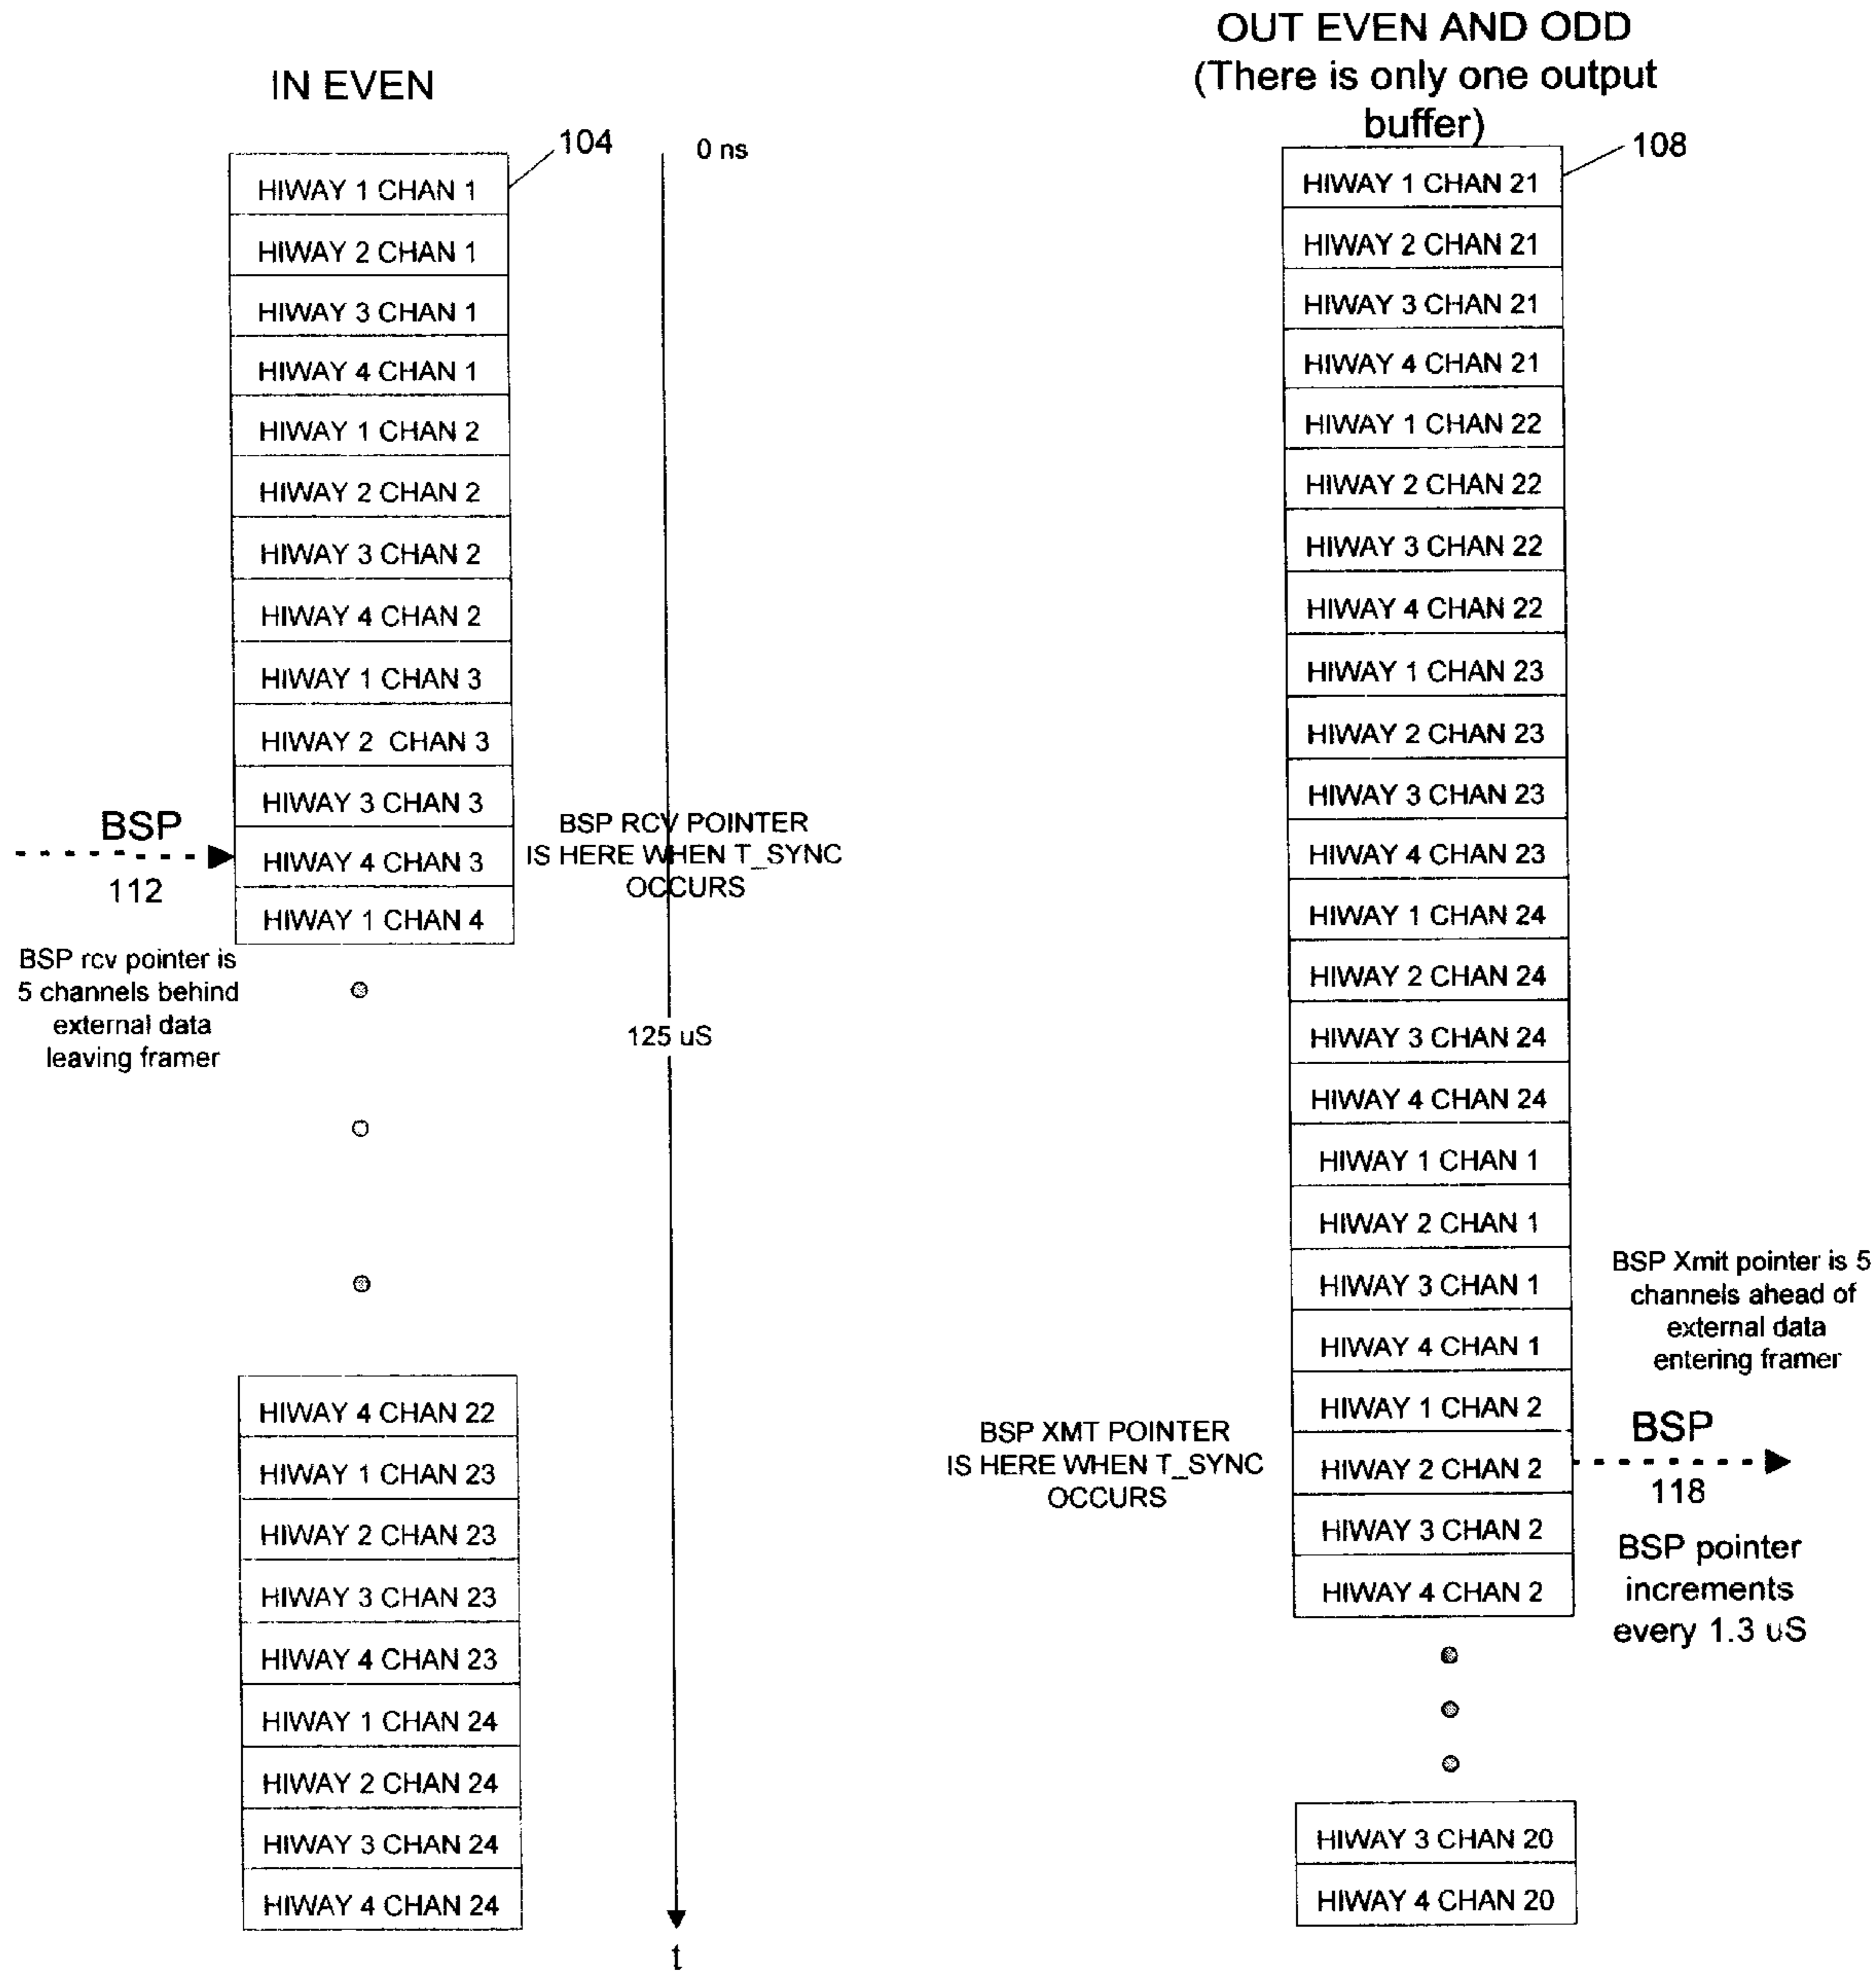 OUT EVEN AND ODD
(There is only one output
buffer)
IN EVEN
104
0 ns
108
HIWAY 1 CHAN 1
HIWAY 2 CHAN 1
HIWAY 3 CHAN 1
HIWAY 4 CHAN 1
HIWAY 1 CHAN 2
HIWAY 2 CHAN 2
HIWAY 3 CHAN 2
HIWAY 4 CHAN 2
HIWAY 1 CHAN 3
HIWAY 2 CHAN 3
HIWAY 3 CHAN 3
HIWAY 4 CHAN 3
HIWAY 1 CHAN 4
BSP
112
BSP rcv pointer is
5 channels behind
external data
leaving framer
BSP RCV POINTER
IS HERE WHEN T_SYNC
OCCURS
125 uS
HIWAY 4 CHAN 22
HIWAY 1 CHAN 23
HIWAY 2 CHAN 23
HIWAY 3 CHAN 23
HIWAY 4 CHAN 23
HIWAY 1 CHAN 24
HIWAY 2 CHAN 24
HIWAY 3 CHAN 24
HIWAY 4 CHAN 24
t
HIWAY 1 CHAN 21
HIWAY 2 CHAN 21
HIWAY 3 CHAN 21
HIWAY 4 CHAN 21
HIWAY 1 CHAN 22
HIWAY 2 CHAN 22
HIWAY 3 CHAN 22
HIWAY 4 CHAN 22
HIWAY 1 CHAN 23
HIWAY 2 CHAN 23
HIWAY 3 CHAN 23
HIWAY 4 CHAN 23
HIWAY 1 CHAN 24
HIWAY 2 CHAN 24
HIWAY 3 CHAN 24
HIWAY 4 CHAN 24
HIWAY 1 CHAN 1
HIWAY 2 CHAN 1
HIWAY 3 CHAN 1
HIWAY 4 CHAN 1
HIWAY 1 CHAN 2
HIWAY 2 CHAN 2
HIWAY 3 CHAN 2
HIWAY 4 CHAN 2
BSP XMT POINTER
IS HERE WHEN T_SYNC
OCCURS
BSP Xmit pointer is 5
channels ahead of
external data
entering framer
BSP
118
BSP pointer
increments
every 1.3 uS
HIWAY 3 CHAN 20
HIWAY 4 CHAN 20